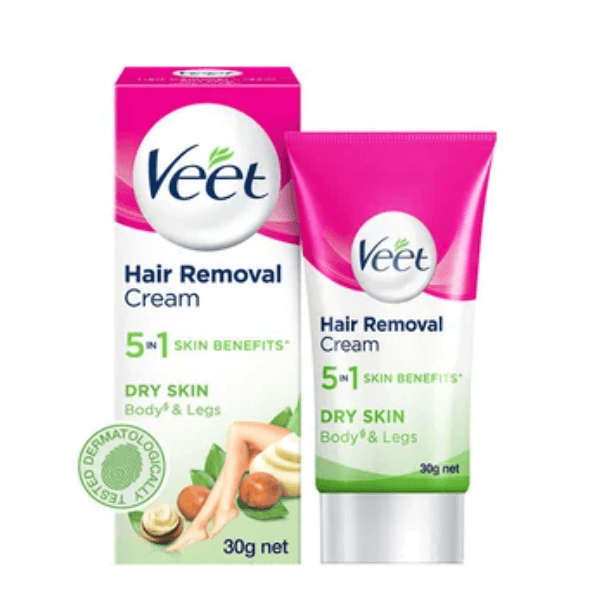 Veet
Hair Removal
Cream
5 IN 1 SKIN BENEFITS^
DRY SKIN
Body§ & Legs
DERMATOLOGICALLY TESTED
30g net
Veet
Hair Removal
Cream
5 IN 1 SKIN BENEFITS^
DRY SKIN
Body§ & Legs
30g net